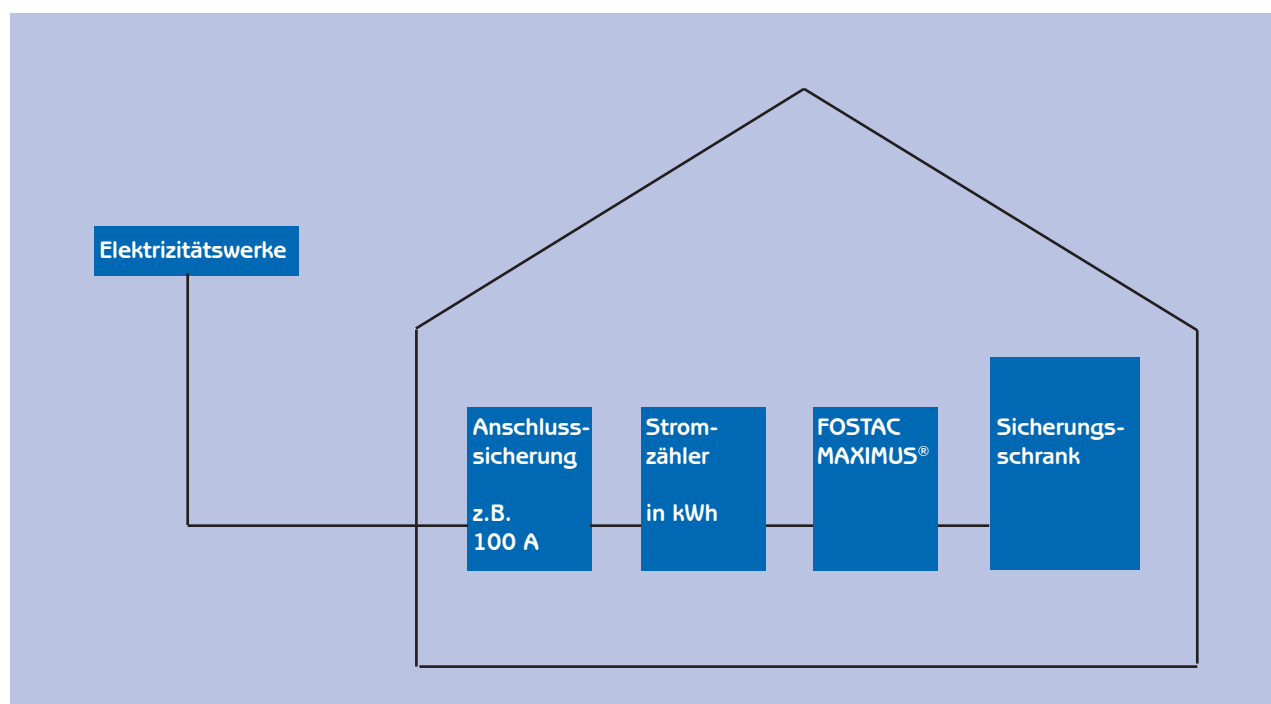 Elektrizitätswerke
Anschluss-
sicherung
z.B.
100 A
Strom-
zähler
in kWh
FOSTAC
MAXIMUS®
Sicherungs-
schrank